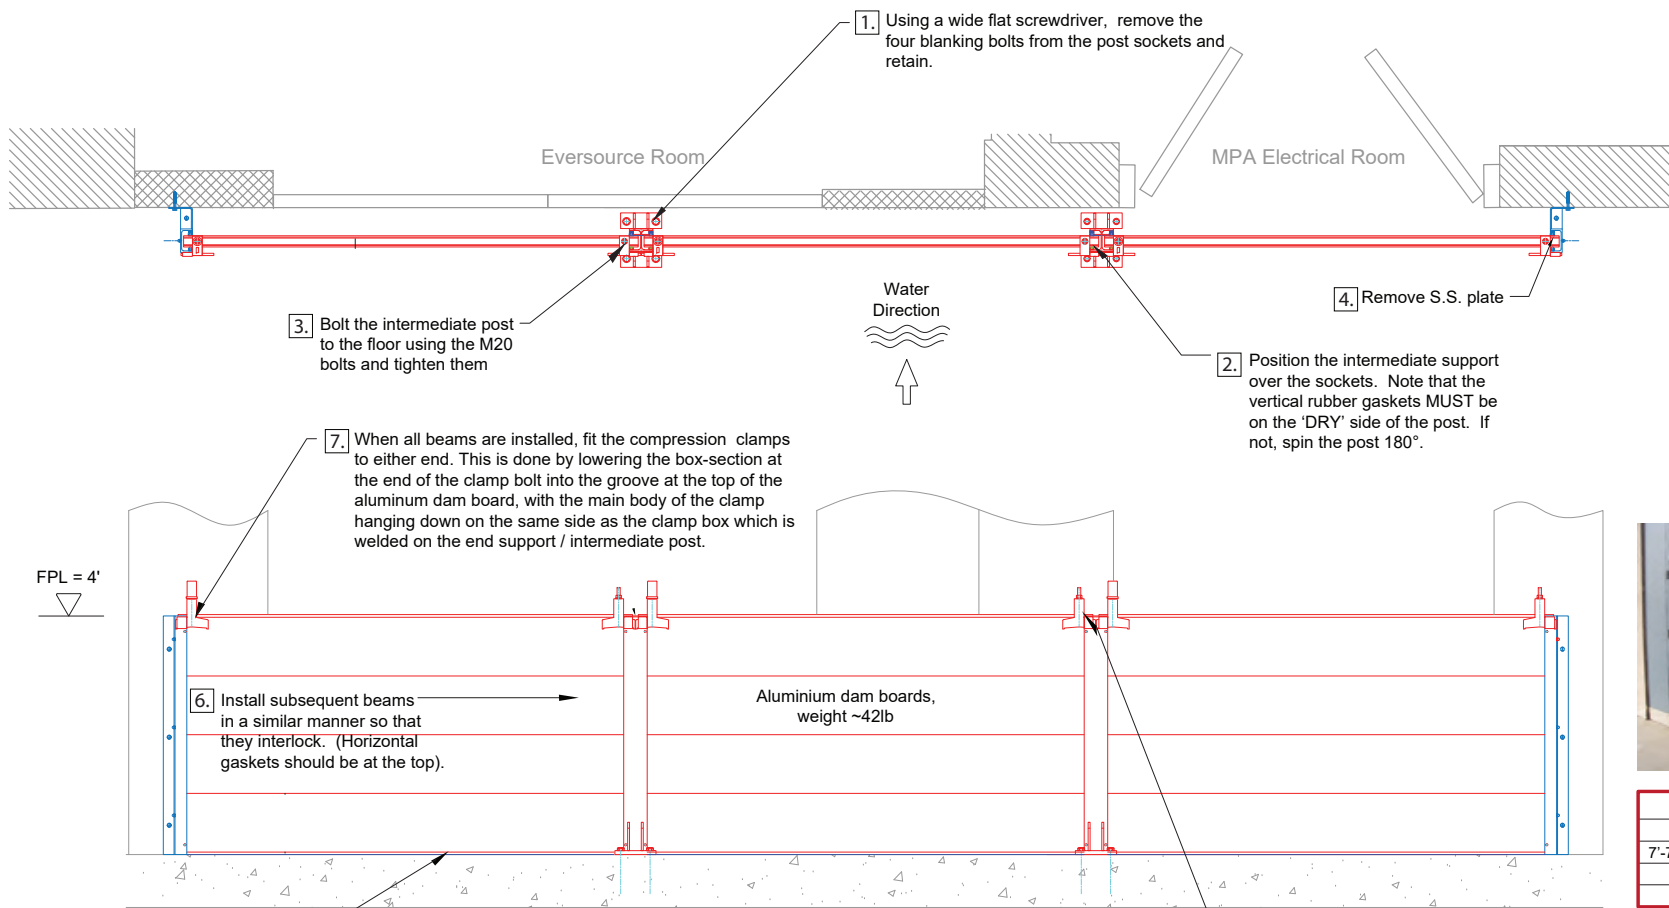 1. Using a wide flat screwdriver, remove the
four blanking bolts from the post sockets and
retain.
Eversource Room
MPA Electrical Room
Water
Direction
4. Remove S.S. plate
3. Bolt the intermediate post
to the floor using the M20
bolts and tighten them
2. Position the intermediate support
over the sockets. Note that the
vertical rubber gaskets MUST be
on the ‘DRY’ side of the post. If
not, spin the post 180°.
7. When all beams are installed, fit the compression clamps
to either end. This is done by lowering the box-section at
the end of the clamp bolt into the groove at the top of the
aluminum dam board, with the main body of the clamp
hanging down on the same side as the clamp box which is
welded on the end support / intermediate post.
FPL = 4'
6. Install subsequent beams
in a similar manner so that
they interlock. (Horizontal
gaskets should be at the top).
Aluminium dam boards,
weight ~42lb